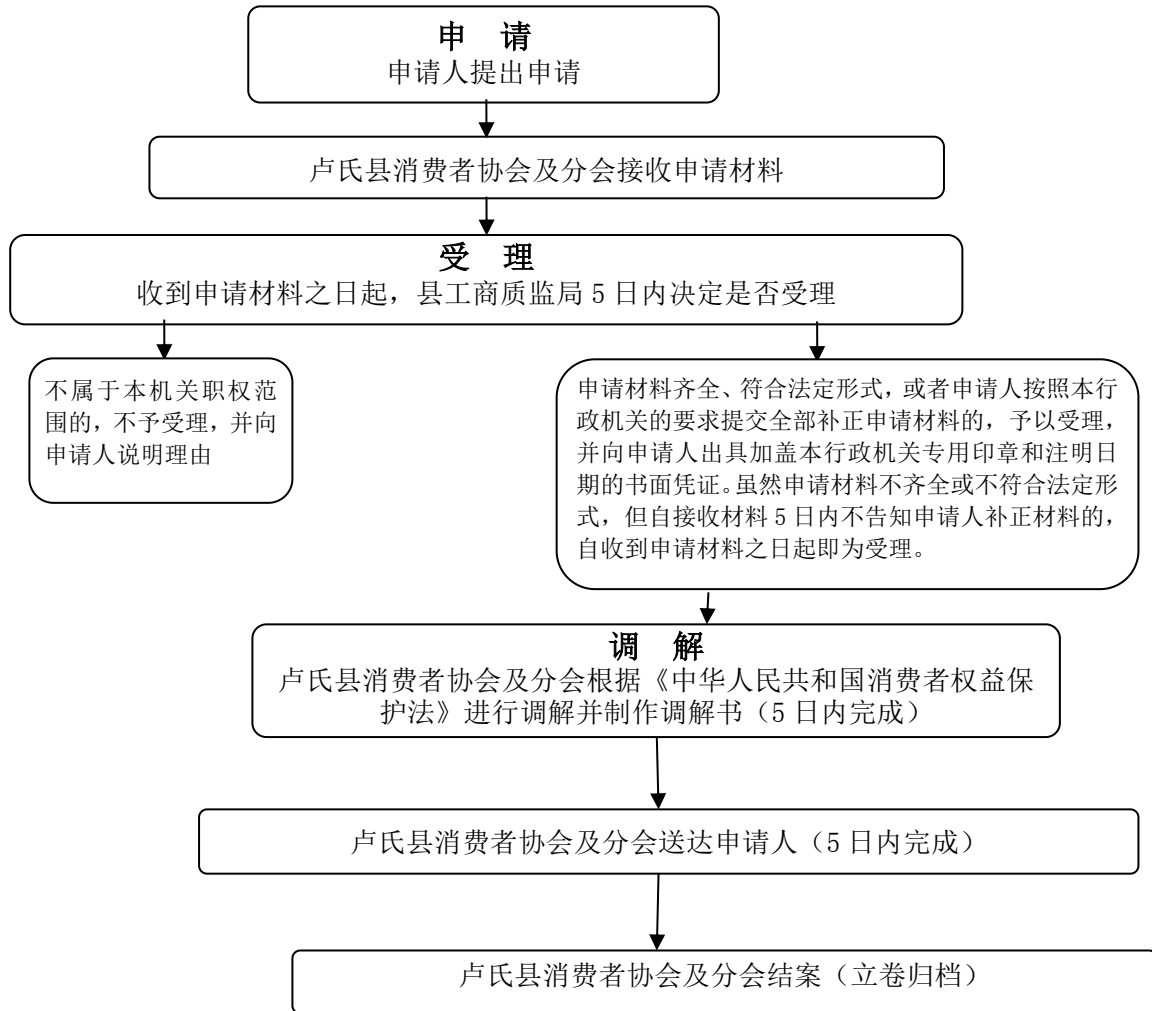 申 请
申请人提出申请
卢氏县消费者协会及分会接收申请材料
受 理
收到申请材料之日起，县工商质监局 5 日内决定是否受理
不属于本机关职权范
围的，不予受理，并向
申请人说明理由
申请材料齐全、符合法定形式，或者申请人按照本行
政机关的要求提交全部补正申请材料的，予以受理，
并向申请人出具加盖本行政机关专用印章和注明日
期的书面凭证。虽然申请材料不齐全或不符合法定形
式，但自接收材料 5 日内不告知申请人补正材料的，
自收到申请材料之日起即为受理。
调 解
卢氏县消费者协会及分会根据《中华人民共和国消费者权益保
护法》进行调解并制作调解书（5 日内完成）
卢氏县消费者协会及分会送达申请人（5 日内完成）
卢氏县消费者协会及分会结案（立卷归档）